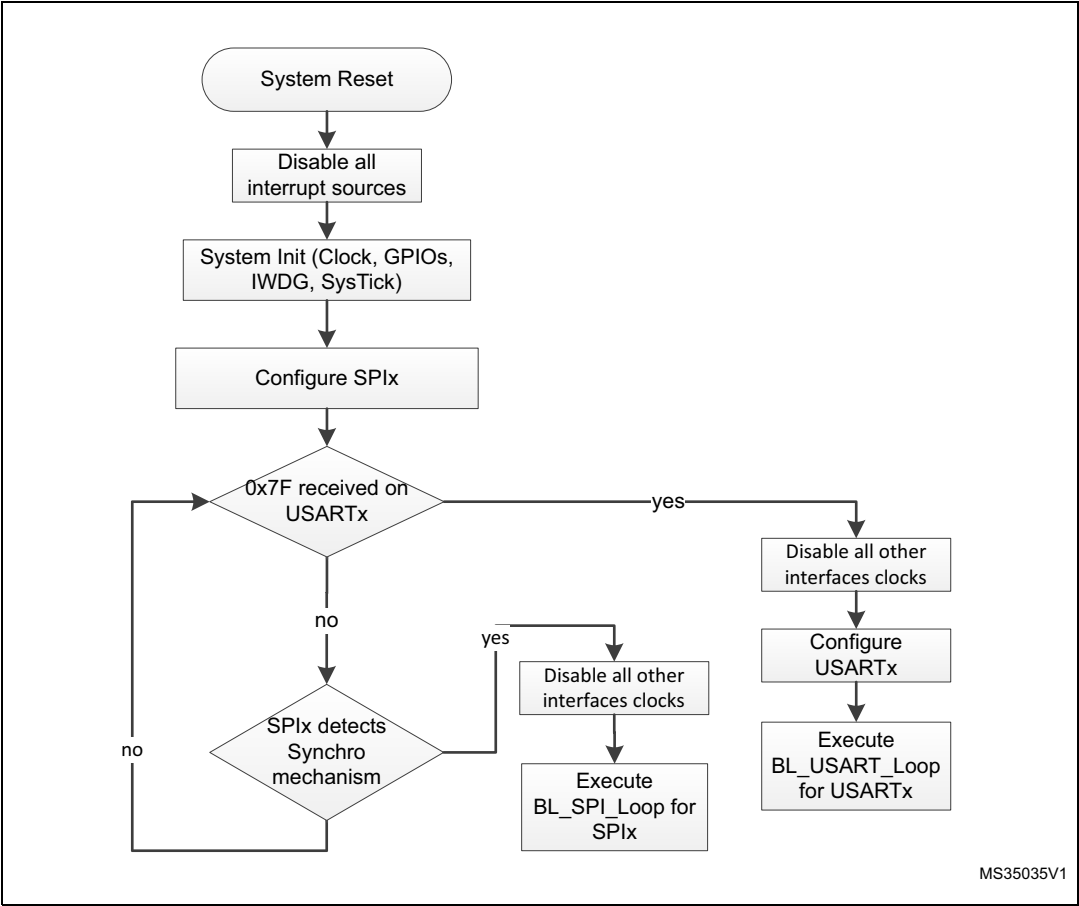 System Reset
Disable all
interrupt sources
System Init (Clock, GPIOs,
IWDG, SysTick)
Configure SPIx
0x7F received on
USARTx
yes
Disable all other
interfaces clocks
Configure
USARTx
Execute
BL_USART_Loop
for USARTx
no
yes
Disable all other
interfaces clocks
SPIx detects
Synchro
mechanism
no
Execute
BL_SPI_Loop for
SPIx
MS35035V1